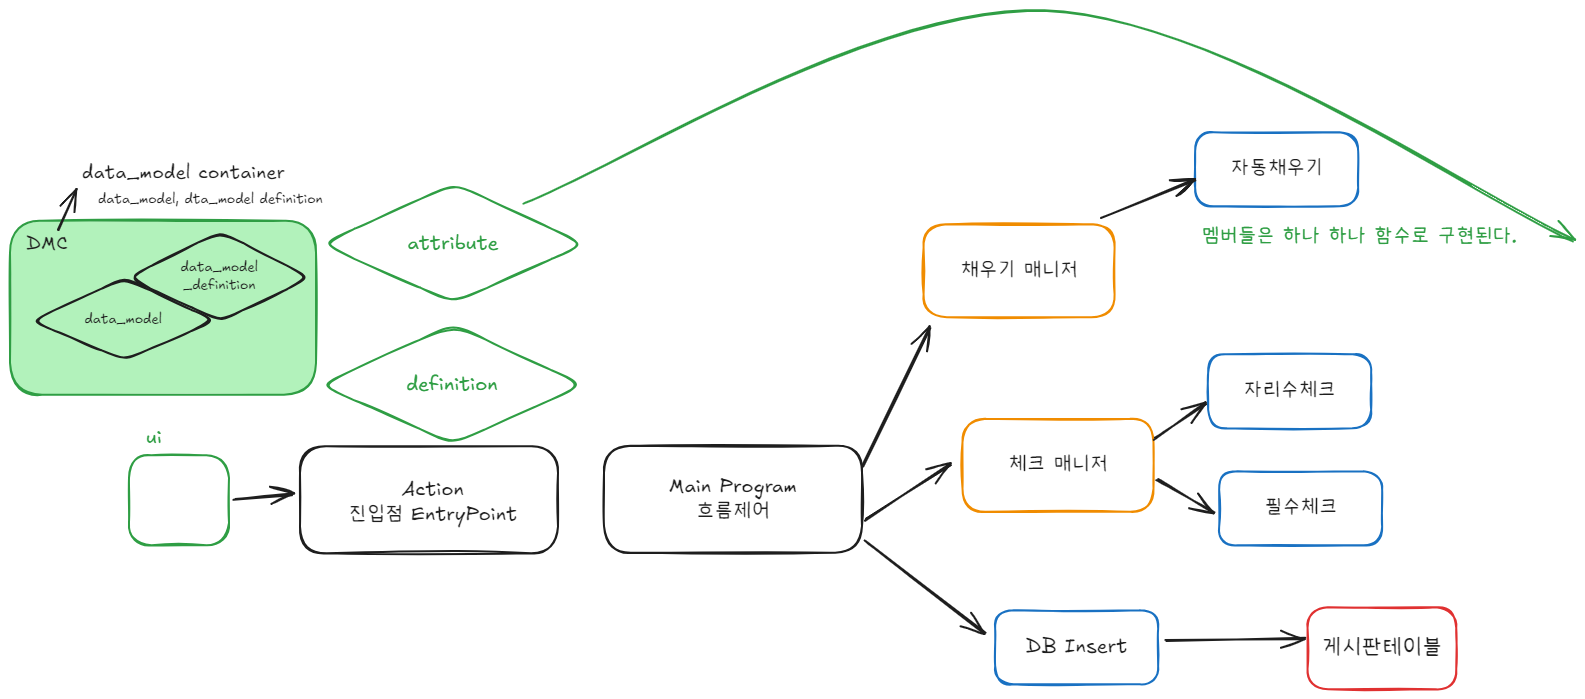 data_model container
data_model, dta_model definition
DMC
data_model
_definition
data_model
attribute
definition
ui
Action
진입점 EntryPoint
Main Program
흐름제어
채우기 매니저
자동채우기
멤버들은 하나 하나 함수로 구현된다.
체크 매니저
자리수체크
필수체크
DB Insert
게시판테이블